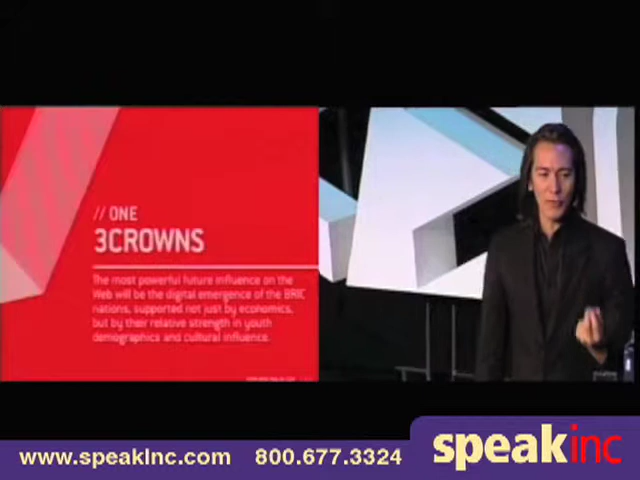 // ONE
3CROWNS
The most powerful future influence on the
Web will be the digital emergence of the BRIC
nations, supported not just by economics,
but by their relative strength in youth
demographics and cultural influence.
www.speakInc.com 800.677.3324
speakinc